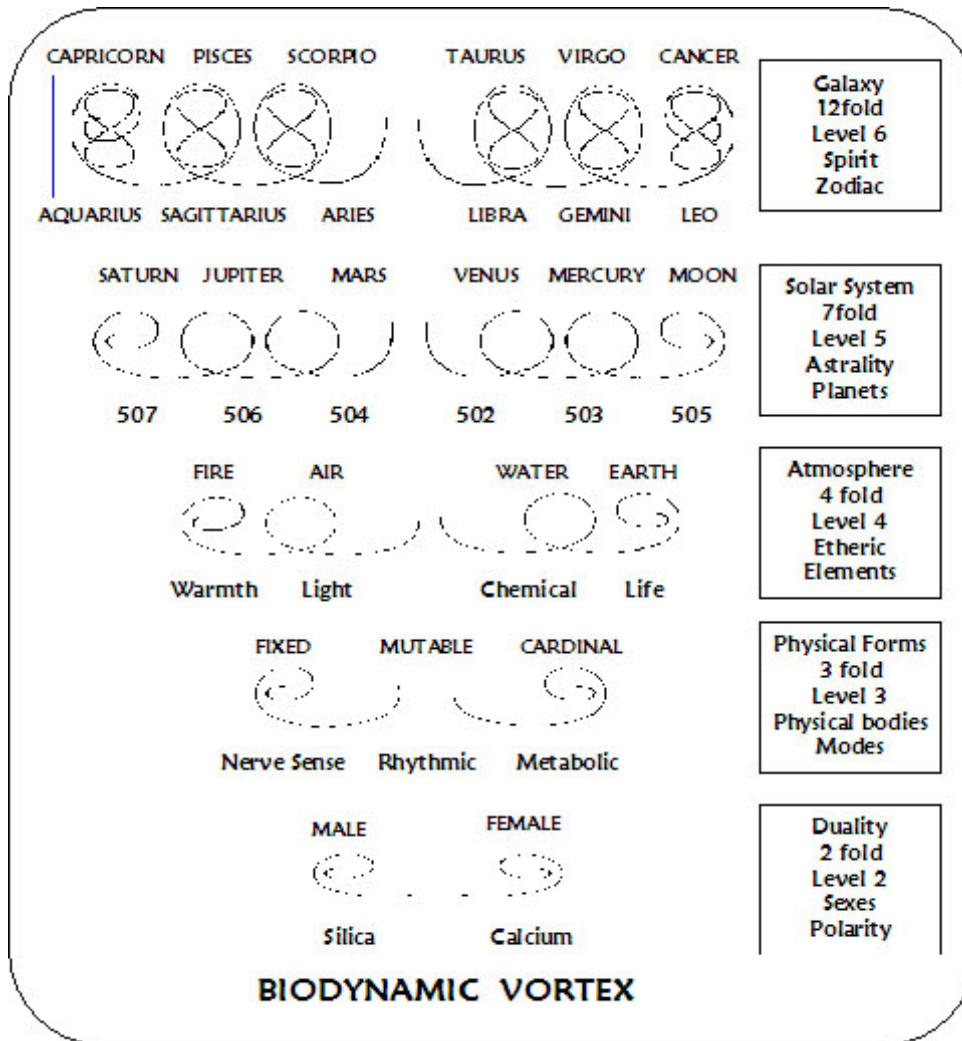 CAPRICORN PISCES SCORPIO TAURUS VIRGO CANCER
AQUARIUS SAGITTARIUS ARIES LIBRA GEMINI LEO
Galaxy
12fold
Level 6
Spirit
Zodiac
SATURN JUPITER MARS VENUS MERCURY MOON
507 506 504 502 503 505
Solar System
7fold
Level 5
Astrality
Planets
FIRE AIR WATER EARTH
Warmth Light Chemical Life
Atmosphere
4 fold
Level 4
Etheric
Elements
FIXED MUTABLE CARDINAL
Nerve Sense Rhythmic Metabolic
Physical Forms
3 fold
Level 3
Physical bodies
Modes
MALE FEMALE
Silica Calcium
Duality
2 fold
Level 2
Sexes
Polarity
BIODYNAMIC VORTEX